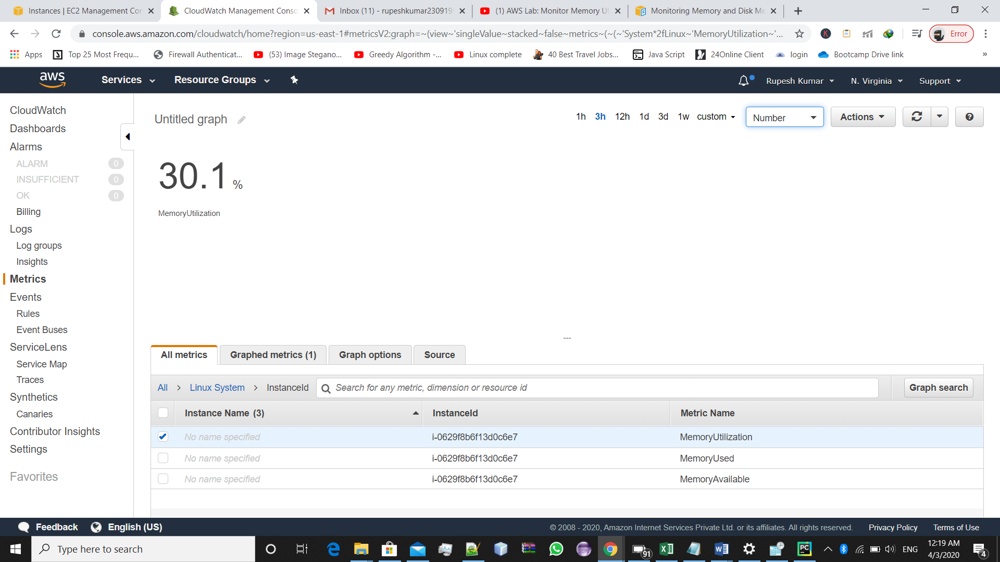 Instances | EC2 Management Con
CloudWatch Management Conso
Inbox (11) - rupeshkumar230919
(1) AWS Lab: Monitor Memory Ut
Monitoring Memory and Disk Me
console.aws.amazon.com/cloudwatch/home?region=us-east-1#metricsV2:graph=~(view~'singleValue~stacked~false~metrics~(~(~'System*2fLinux~'MemoryUtilization~'...
K
Error
Apps
Top 25 Most Frequ...
Firewall Authenticat...
(53) Image Stegano...
Greedy Algorithm -...
Linux complete
40 Best Travel Jobs...
Java Script
24Online Client
login
Bootcamp Drive link
»
aws
Services
Resource Groups
Rupesh Kumar
N. Virginia
Support
CloudWatch
Dashboards
Alarms
ALARM 0
INSUFFICIENT 0
OK 0
Billing
Logs
Log groups
Insights
Metrics
Events
Rules
Event Buses
ServiceLens
Service Map
Traces
Synthetics
Canaries
Contributor Insights
Settings
Favorites
Untitled graph
1h 3h 12h 1d 3d 1w custom
Number
Actions
30.1 %
MemoryUtilization
All metrics
Graphed metrics (1)
Graph options
Source
All > Linux System > InstanceId
Search for any metric, dimension or resource id
Graph search
Instance Name (3) InstanceId Metric Name
No name specified i-0629f8b6f13d0c6e7 MemoryUtilization
No name specified i-0629f8b6f13d0c6e7 MemoryUsed
No name specified i-0629f8b6f13d0c6e7 MemoryAvailable
Feedback
English (US)
© 2008 - 2020, Amazon Internet Services Private Ltd. or its affiliates. All rights reserved.
Privacy Policy
Terms of Use
Type here to search
91
PC
ENG
12:19 AM
4/3/2020
4